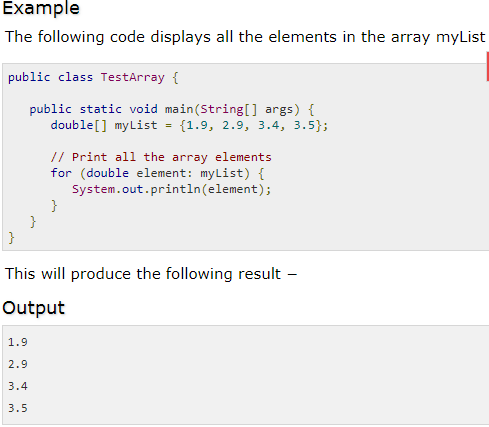 Example
The following code displays all the elements in the array myList
public class TestArray {
public static void main(String[] args) {
double[] myList = {1.9, 2.9, 3.4, 3.5};
// Print all the array elements
for (double element: myList) {
System.out.println(element);
}
}
}
This will produce the following result −
Output
1.9
2.9
3.4
3.5